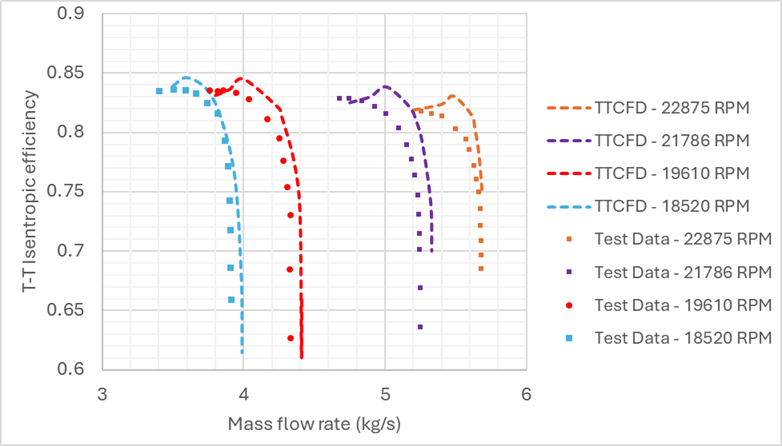 0.9
0.85
0.8
0.75
0.7
0.65
0.6
T-T Isentropic efficiency
3
4
5
6
Mass flow rate (kg/s)
TTCFD - 22875 RPM
TTCFD - 21786 RPM
TTCFD - 19610 RPM
TTCFD - 18520 RPM
Test Data - 22875 RPM
Test Data - 21786 RPM
Test Data - 19610 RPM
Test Data - 18520 RPM